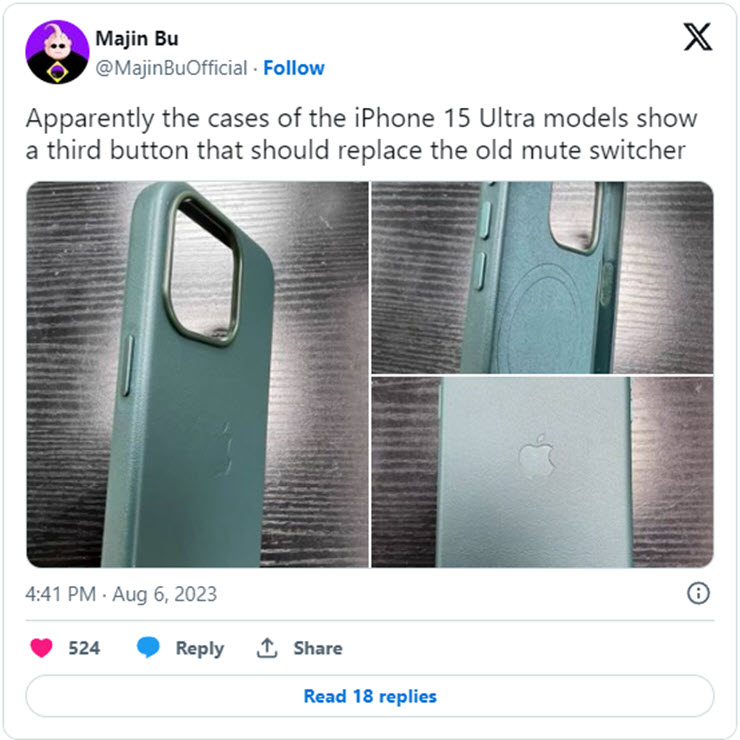 Majin Bu
@MajinBuOfficial · Follow
Apparently the cases of the iPhone 15 Ultra models show
a third button that should replace the old mute switcher
4:41 PM · Aug 6, 2023
524 Reply Share
Read 18 replies